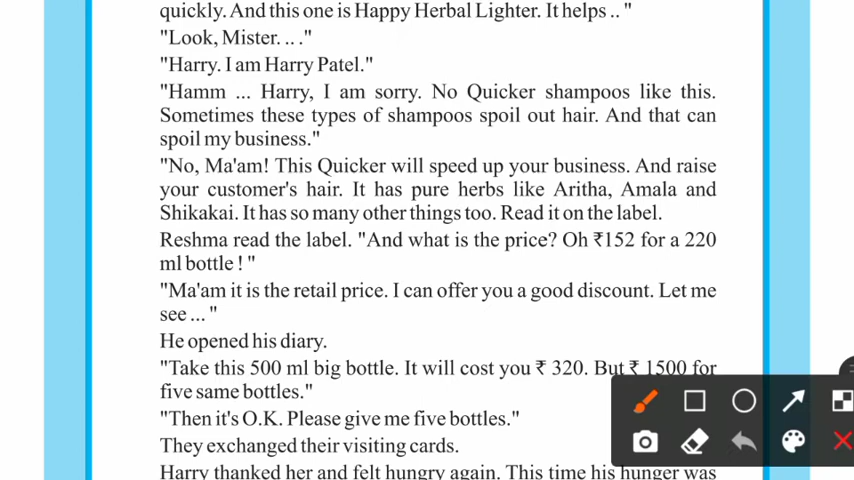 quickly. And this one is Happy Herbal Lighter. It helps .. "
"Look, Mister. .. ."
"Harry. I am Harry Patel."
"Hamm ... Harry, I am sorry. No Quicker shampoos like this.
Sometimes these types of shampoos spoil out hair. And that can
spoil my business."
"No, Ma'am! This Quicker will speed up your business. And raise
your customer's hair. It has pure herbs like Aritha, Amala and
Shikakai. It has so many other things too. Read it on the label.
Reshma read the label. "And what is the price? Oh ₹152 for a 220
ml bottle ! "
"Ma'am it is the retail price. I can offer you a good discount. Let me
see ... "
He opened his diary.
"Take this 500 ml big bottle. It will cost you ₹ 320. But ₹ 1500 for
five same bottles."
"Then it's O.K. Please give me five bottles."
They exchanged their visiting cards.
Harry thanked her and felt hungry again. This time his hunger was